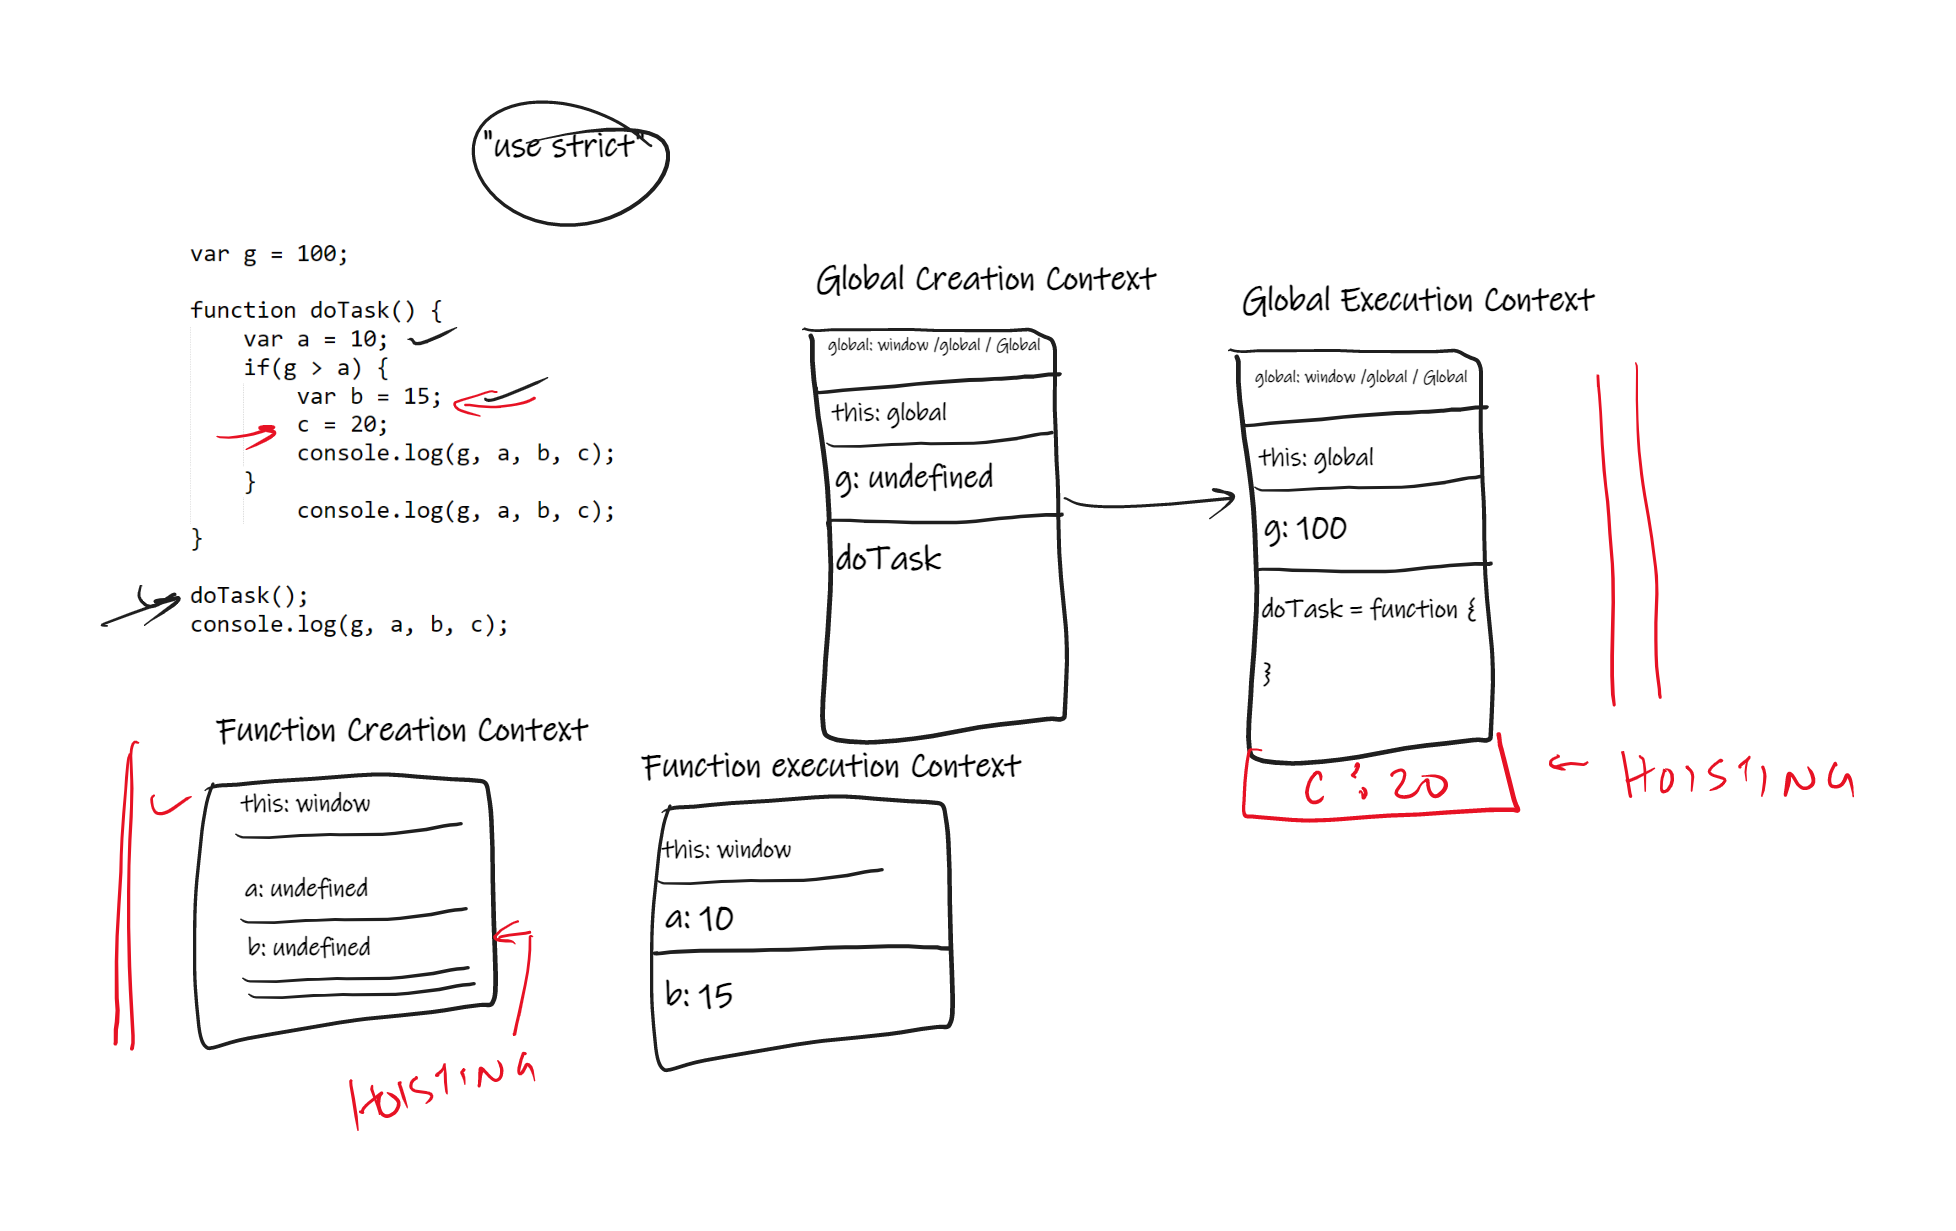 "use strict"
var g = 100;
function doTask() {
var a = 10;
if(g > a) {
var b = 15;
c = 20;
console.log(g, a, b, c);
}
console.log(g, a, b, c);
}
doTask();
console.log(g, a, b, c);
Global Creation Context
global: window /global / Global
this: global
g: undefined
doTask
Global Execution Context
global: window /global / Global
this: global
g: 100
doTask = function {
}
C : 20
HOISTING
Function Creation Context
this: window
a: undefined
b: undefined
HOISTING
Function execution Context
this: window
a: 10
b: 15